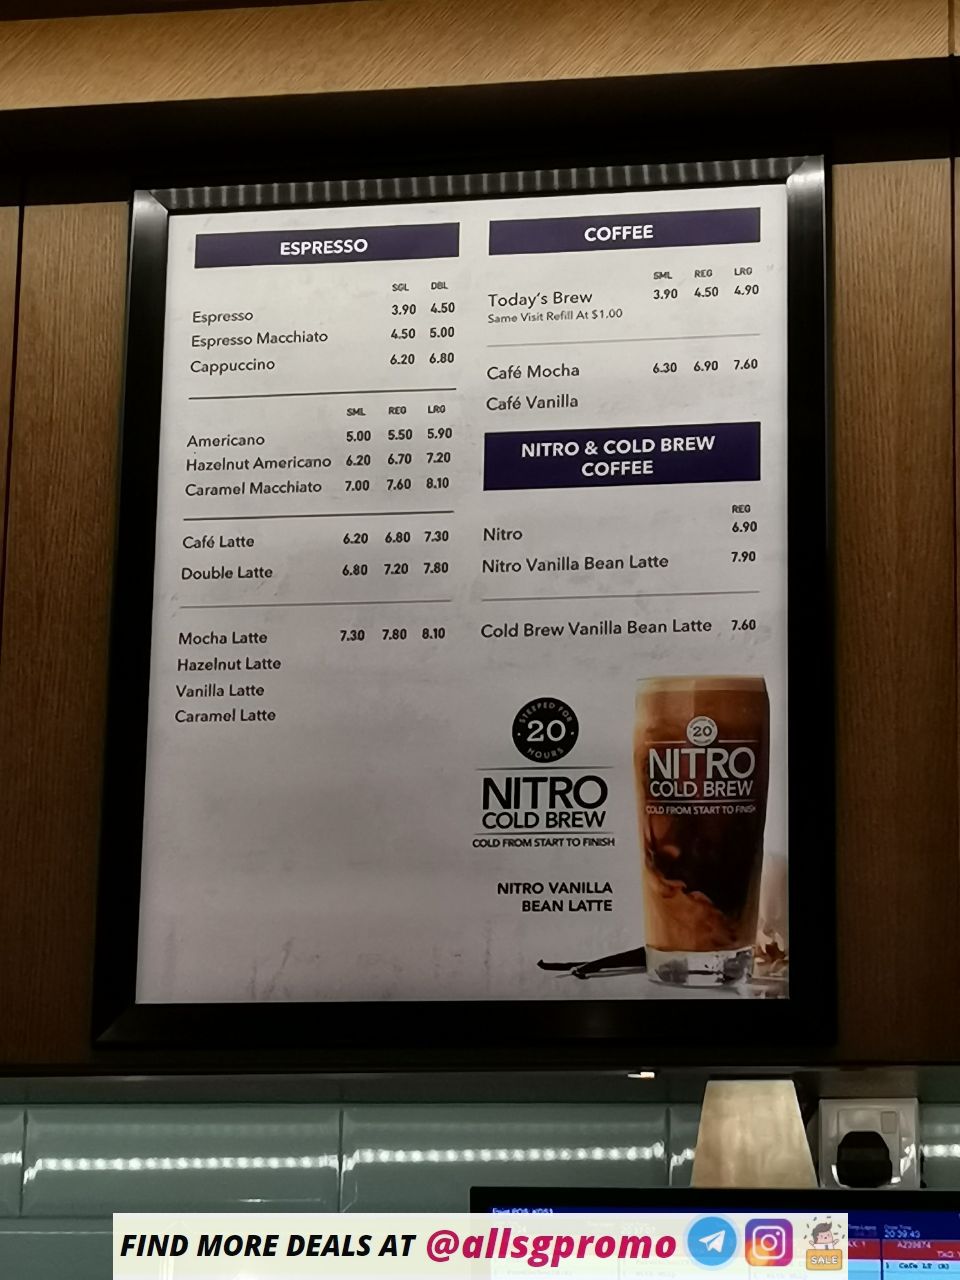 ESPRESSO
SGL DBL
Espresso 3.90 4.50
Espresso Macchiato 4.50 5.00
Cappuccino 6.20 6.80
SML REG LRG
Americano 5.00 5.50 5.90
Hazelnut Americano 6.20 6.70 7.20
Caramel Macchiato 7.00 7.60 8.10
Café Latte 6.20 6.80 7.30
Double Latte 6.80 7.20 7.80
Mocha Latte 7.30 7.80 8.10
Hazelnut Latte
Vanilla Latte
Caramel Latte
COFFEE
SML REG LRG
Today's Brew 3.90 4.50 4.90
Same Visit Refill At $1.00
Café Mocha 6.30 6.90 7.60
Café Vanilla
NITRO & COLD BREW
COFFEE
REG
Nitro 6.90
Nitro Vanilla Bean Latte 7.90
Cold Brew Vanilla Bean Latte 7.60
STEEPED FOR
20
HOURS
NITRO
COLD BREW
COLD FROM START TO FINISH
NITRO VANILLA
BEAN LATTE
20
NITRO
COLD BREW
COLD FROM START TO FINISH
20:39:43
FIND MORE DEALS AT @allsgpromo
SALE